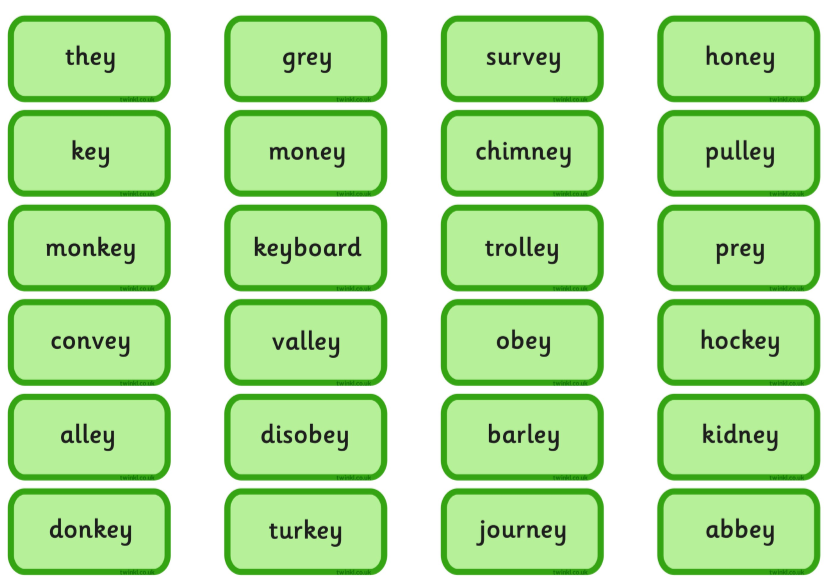 they grey survey honey
twinkl.co.uk twinkl.co.uk twinkl.co.uk twinkl.co.uk
key money chimney pulley
twinkl.co.uk twinkl.co.uk twinkl.co.uk twinkl.co.uk
monkey keyboard trolley prey
twinkl.co.uk twinkl.co.uk twinkl.co.uk twinkl.co.uk
convey valley obey hockey
twinkl.co.uk twinkl.co.uk twinkl.co.uk twinkl.co.uk
alley disobey barley kidney
twinkl.co.uk twinkl.co.uk twinkl.co.uk twinkl.co.uk
donkey turkey journey abbey
twinkl.co.uk twinkl.co.uk twinkl.co.uk twinkl.co.uk